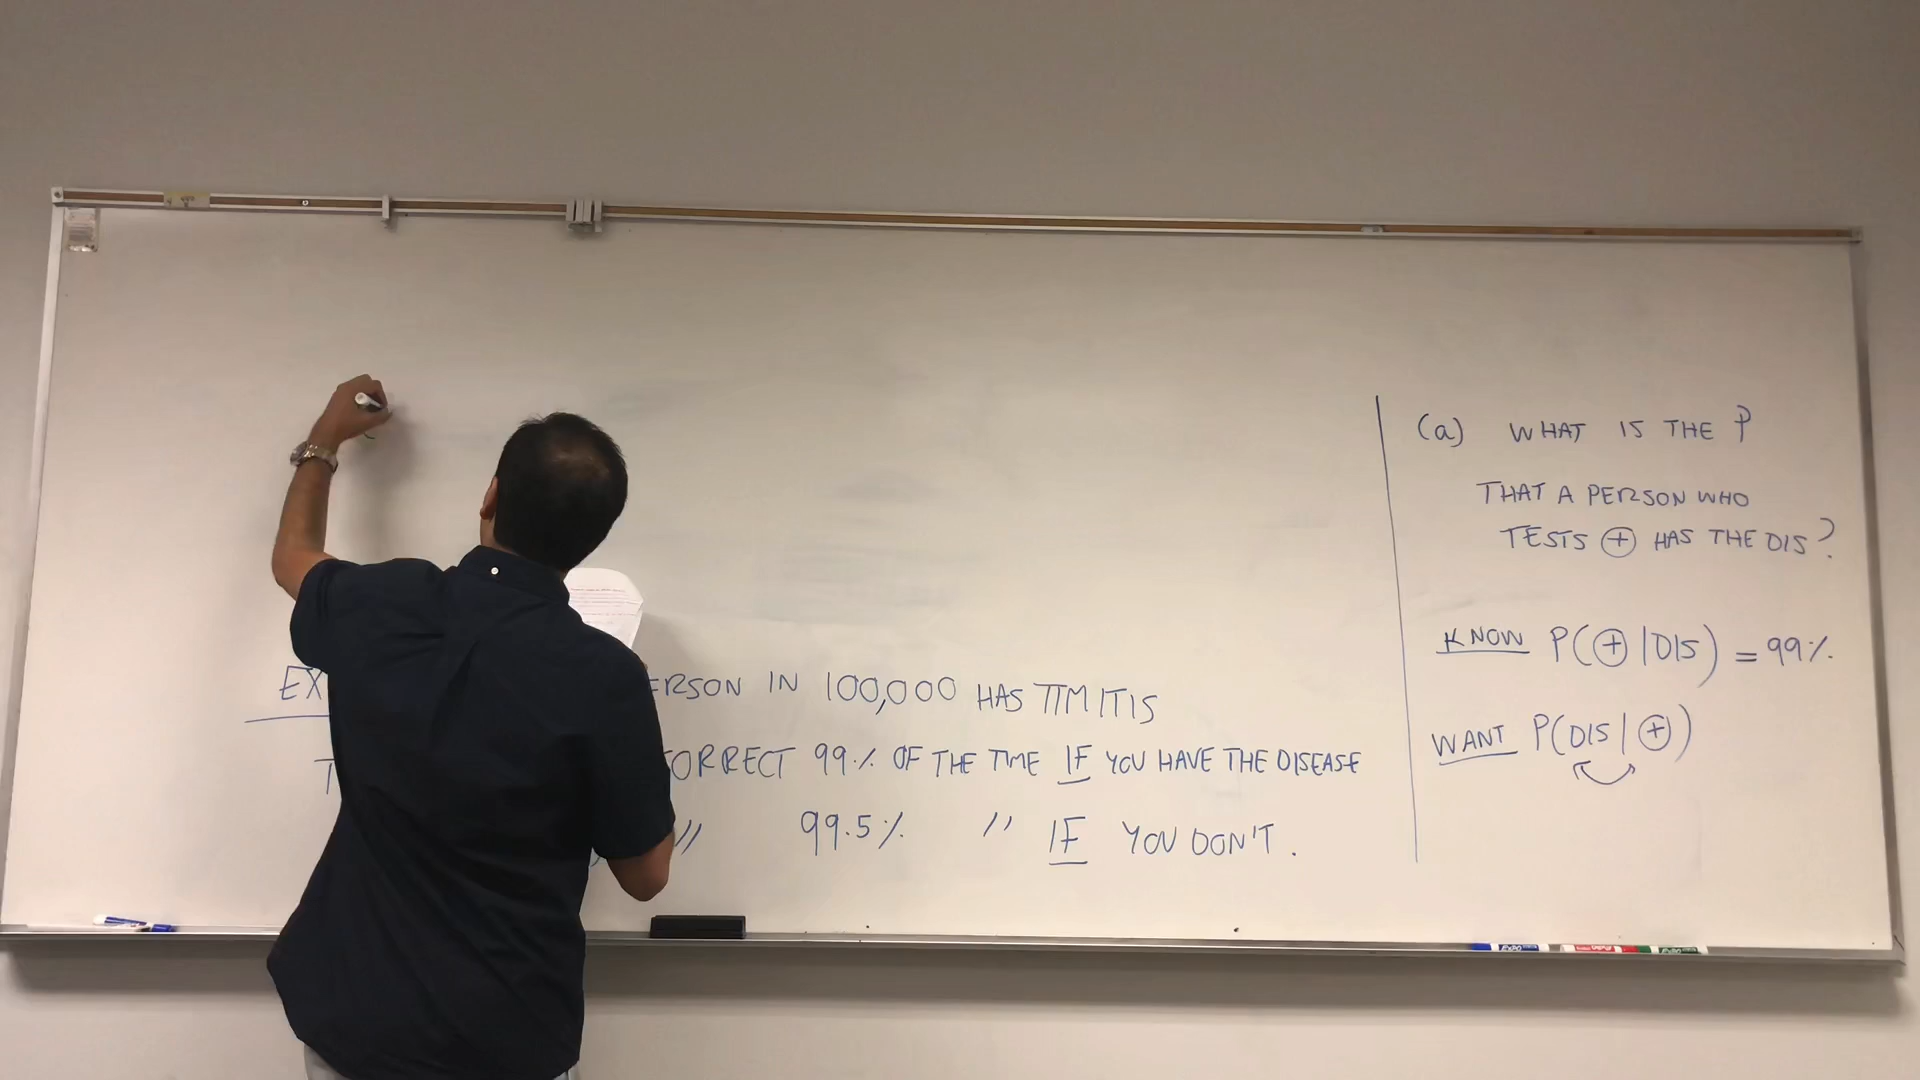 EX
ERSON IN 100,000 HAS TIMITIS
T
ORRECT 99% OF THE TIME IF YOU HAVE THE DISEASE
〃 99.5% 〃 IF YOU DON'T.
(a) WHAT IS THE P
THAT A PERSON WHO
TESTS ⊕ HAS THE DIS?
KNOW P(⊕|DIS) = 99%
WANT P(DIS|⊕)